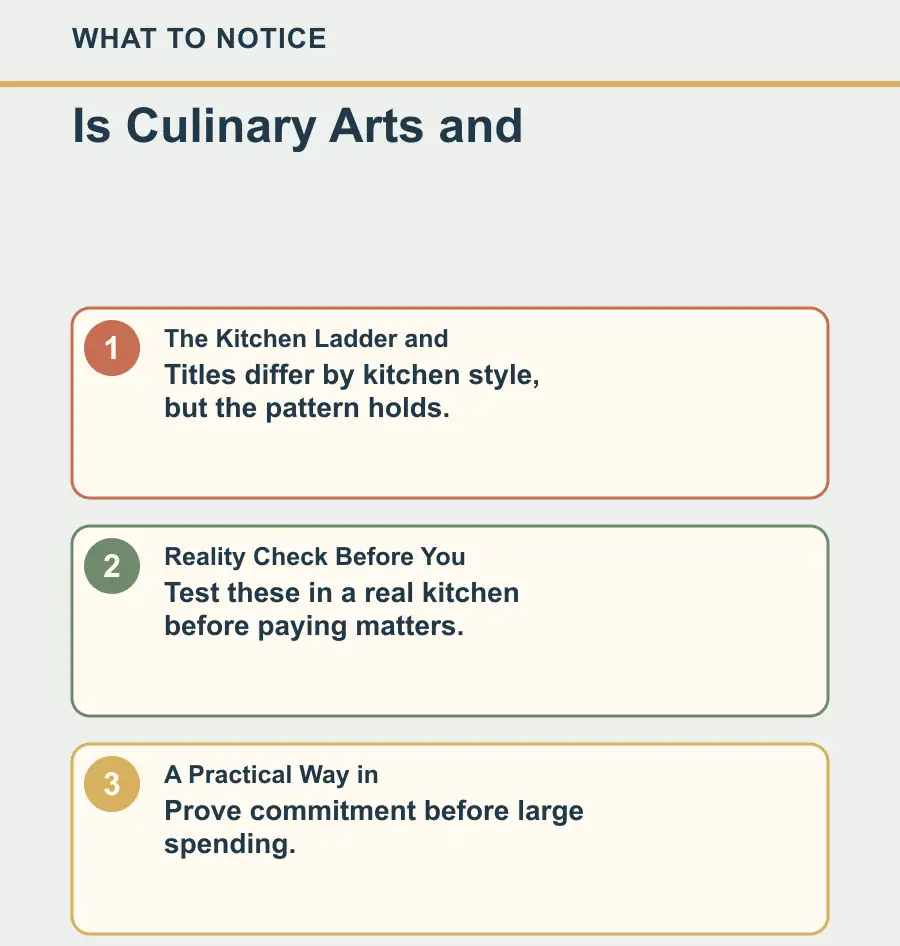 WHAT TO NOTICE
Is Culinary Arts and
1
The Kitchen Ladder and
Titles differ by kitchen style,
but the pattern holds.
2
Reality Check Before You
Test these in a real kitchen
before paying matters.
3
A Practical Way in
Prove commitment before large
spending.